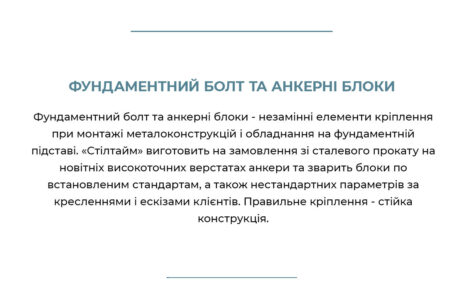 ФУНДАМЕНТНИЙ БОЛТ ТА АНКЕРНІ БЛОКИ
Фундаментний болт та анкерні блоки - незамінні елементи кріплення
при монтажі металоконструкцій і обладнання на фундаментній
підставі. «Стілтайм» виготовить на замовлення зі сталевого прокату на
новітніх високоточних верстатах анкери та зварить блоки по
встановленим стандартам, а також нестандартних параметрів за
кресленнями і ескізами клієнтів. Правильне кріплення - стійка
конструкція.